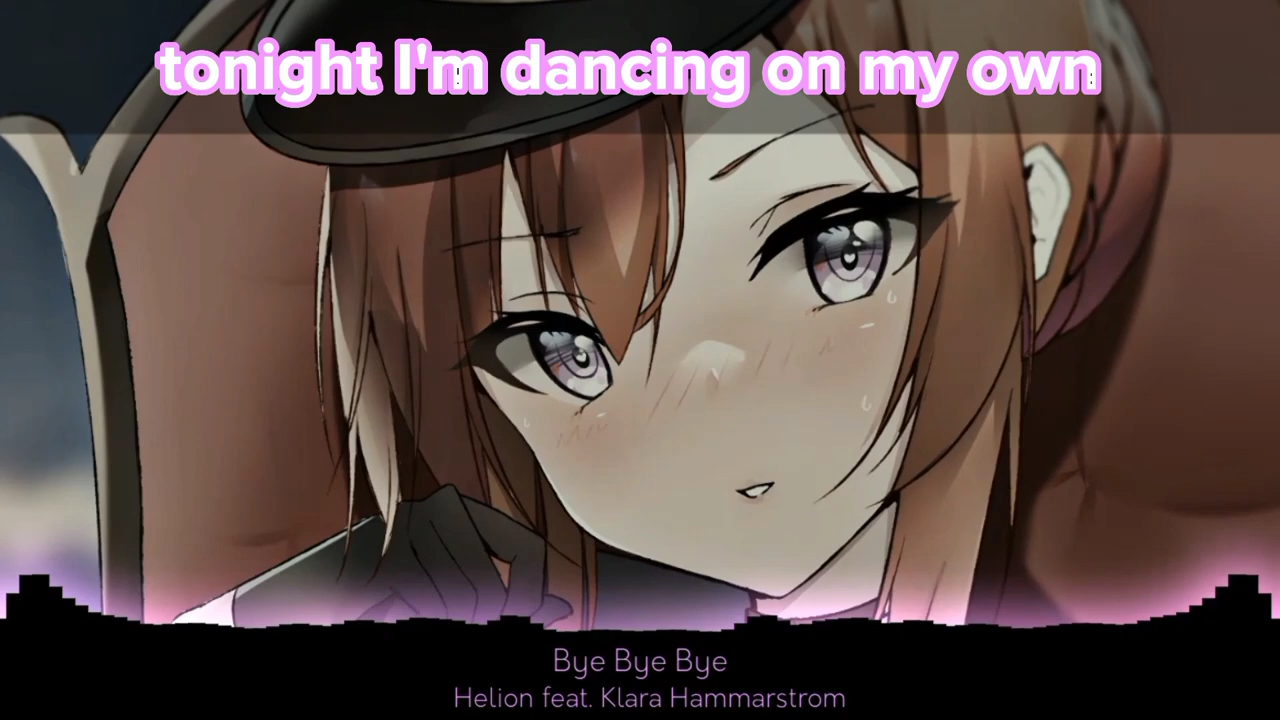 tonight I'm dancing on my own
Bye Bye Bye
Helion feat. Klara Hammarstrom